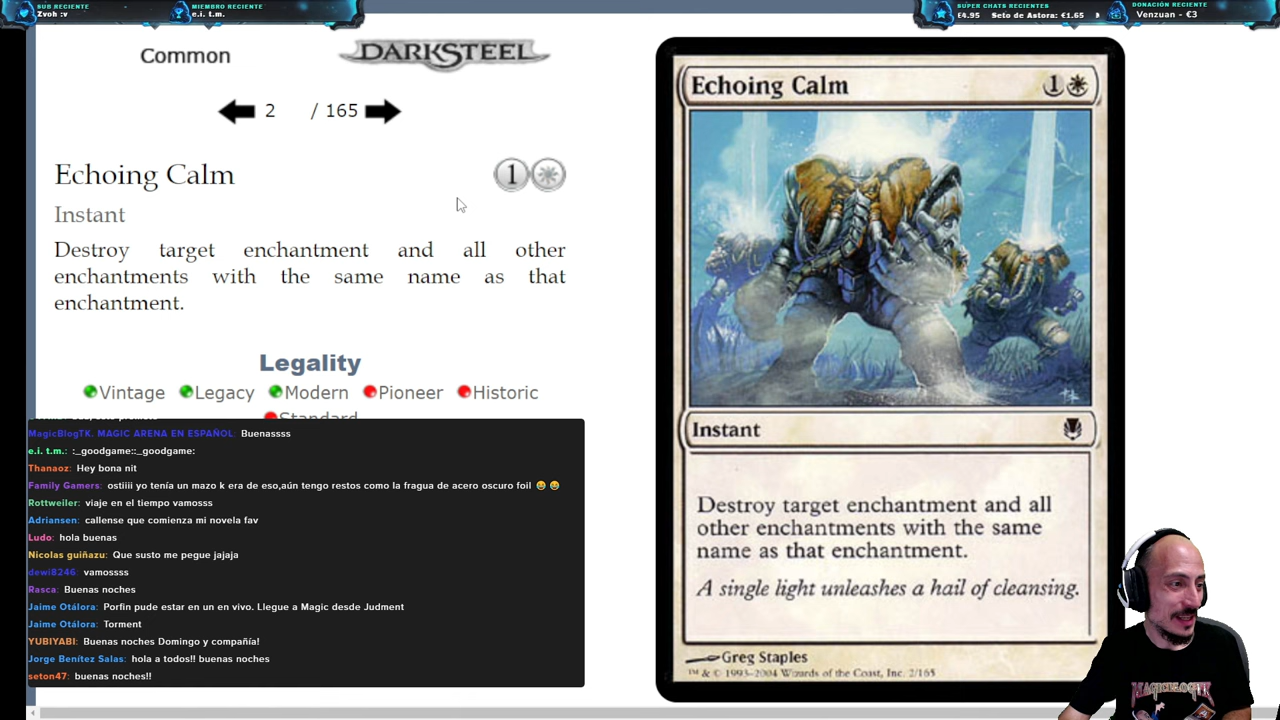 SUB RECIENTE
Zvoh :v
MIEMBRO RECIENTE
e.i. t.m.
SUPER CHATS RECIENTES
£4.95 Seto de Astora: €1.65
DONACIÓN RECIENTE
Venzuan - €3
Common
DARKSTEEL
2 / 165
Echoing Calm
1
Instant
Destroy target enchantment and all other
enchantments with the same name as that
enchantment.
Legality
Vintage Legacy Modern Pioneer Historic
Standard
MagicBlogTK. MAGIC ARENA EN ESPAÑOL: Buenassss
e.i. t.m.: :_goodgame::_goodgame:
Thanaoz: Hey bona nit
Family Gamers: ostiiii yo tenía un mazo k era de eso,aún tengo restos como la fragua de acero oscuro foil
Rottweiler: viaje en el tiempo vamosss
Adriansen: callense que comienza mi novela fav
Ludo: hola buenas
Nicolas guiñazu: Que susto me pegue jajaja
dewi8246: vamossss
Rasca: Buenas noches
Jaime Otálora: Porfin pude estar en un en vivo. Llegue a Magic desde Judment
Jaime Otálora: Torment
YUBIYABI: Buenas noches Domingo y compañía!
Jorge Benítez Salas: hola a todos!! buenas noches
seton47: buenas noches!!
Echoing Calm
1
Instant
Destroy target enchantment and all
other enchantments with the same
name as that enchantment.
A single light unleashes a hail of cleansing.
Greg Staples
™ & © 1993-2004 Wizards of the Coast, Inc. 2/165
MAGICBLOGTK